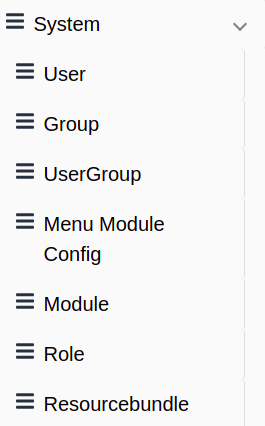 System
User
Group
UserGroup
Menu Module
Config
Module
Role
Resourcebundle